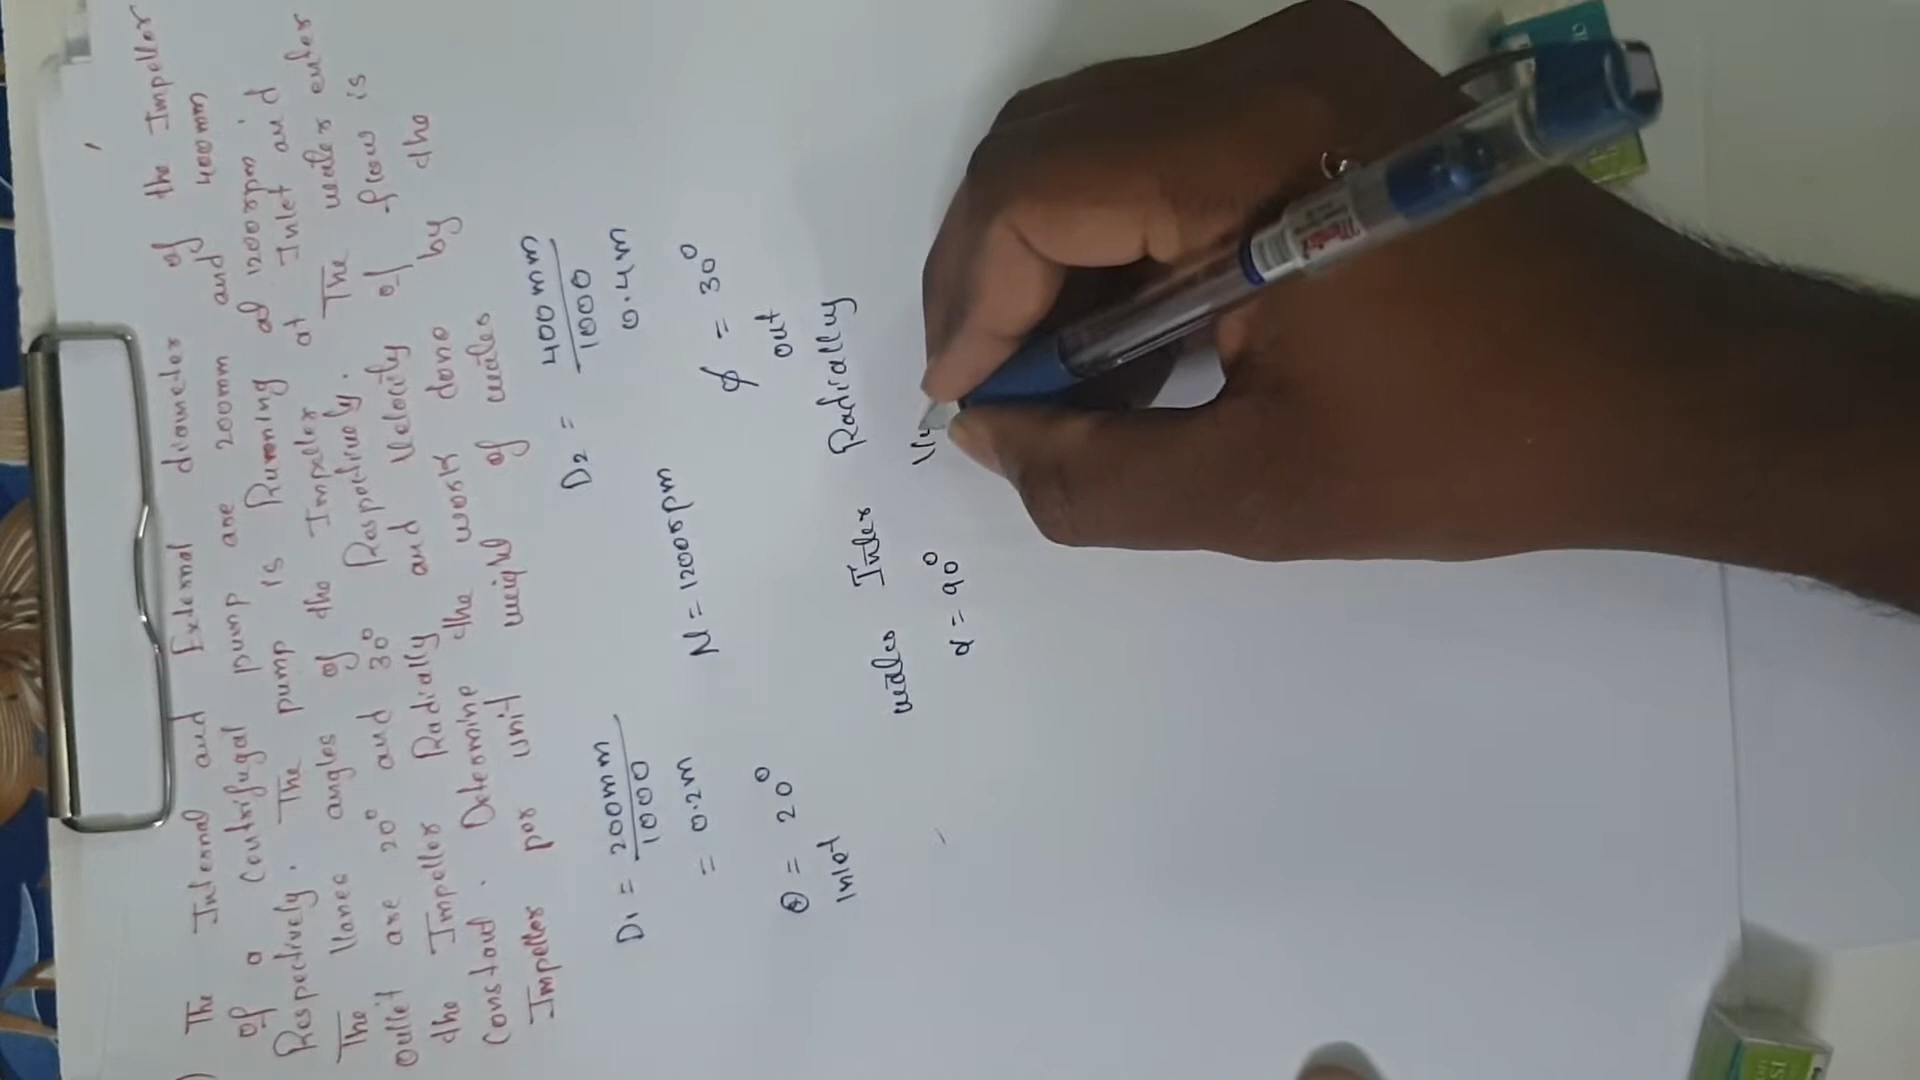 The Internal and External diameter of the Impeller
of a Centrifugal pump are 200mm and 400mm
Respectively. The pump is Running at 1200rpm.
The Vanes angles of the Impeller at Inlet and
outlet are 20° and 30° Respectively. The water enter
the Impeller Radially and Velocity of flow is
Constant. Determine the work done by the
Impeller per unit weight of water
D1 = 200mm / 1000
= 0.2m
D2 = 400mm / 1000
0.4m
N = 1200rpm
θ = 20°
Inlet
ϕ = 30°
out
water Inter Radially
α = 90°